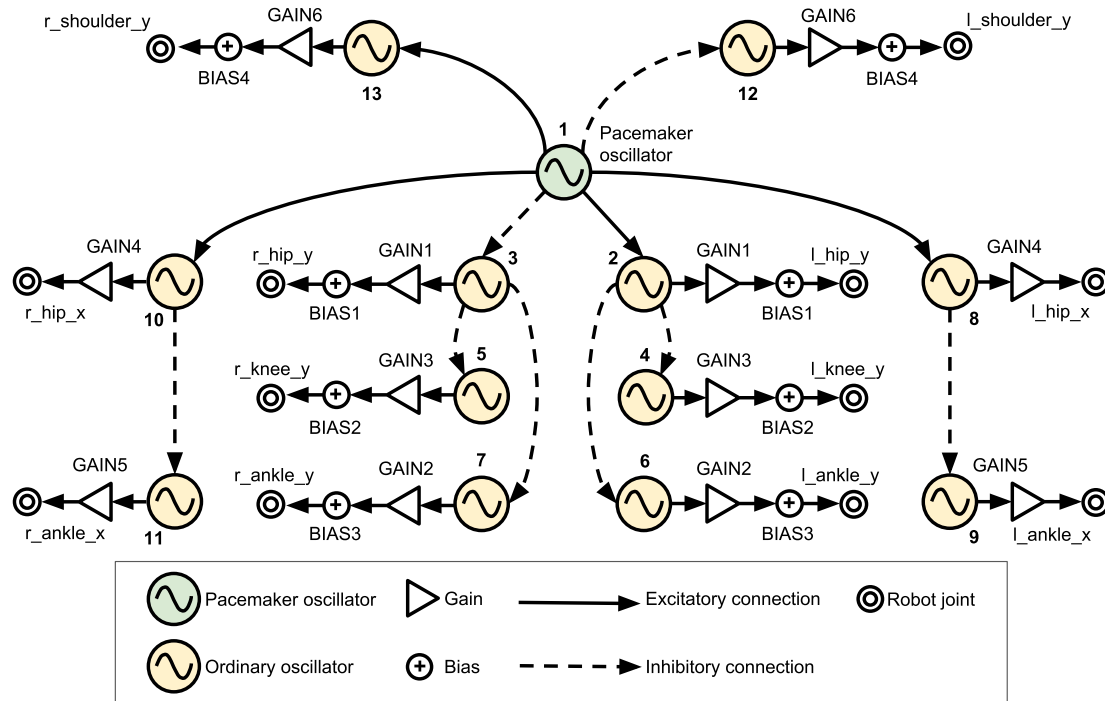 r_shoulder_y
GAIN6
BIAS4
13
GAIN6
l_shoulder_y
BIAS4
12
1
Pacemaker
oscillator
GAIN4
r_hip_x
10
r_hip_y
GAIN1
BIAS1
3
2
GAIN1
l_hip_y
BIAS1
GAIN4
l_hip_x
8
r_knee_y
GAIN3
BIAS2
5
4
GAIN3
l_knee_y
BIAS2
GAIN5
r_ankle_x
11
r_ankle_y
GAIN2
BIAS3
7
6
GAIN2
l_ankle_y
BIAS3
GAIN5
l_ankle_x
9
Pacemaker oscillator
Gain
Excitatory connection
Robot joint
Ordinary oscillator
Bias
Inhibitory connection